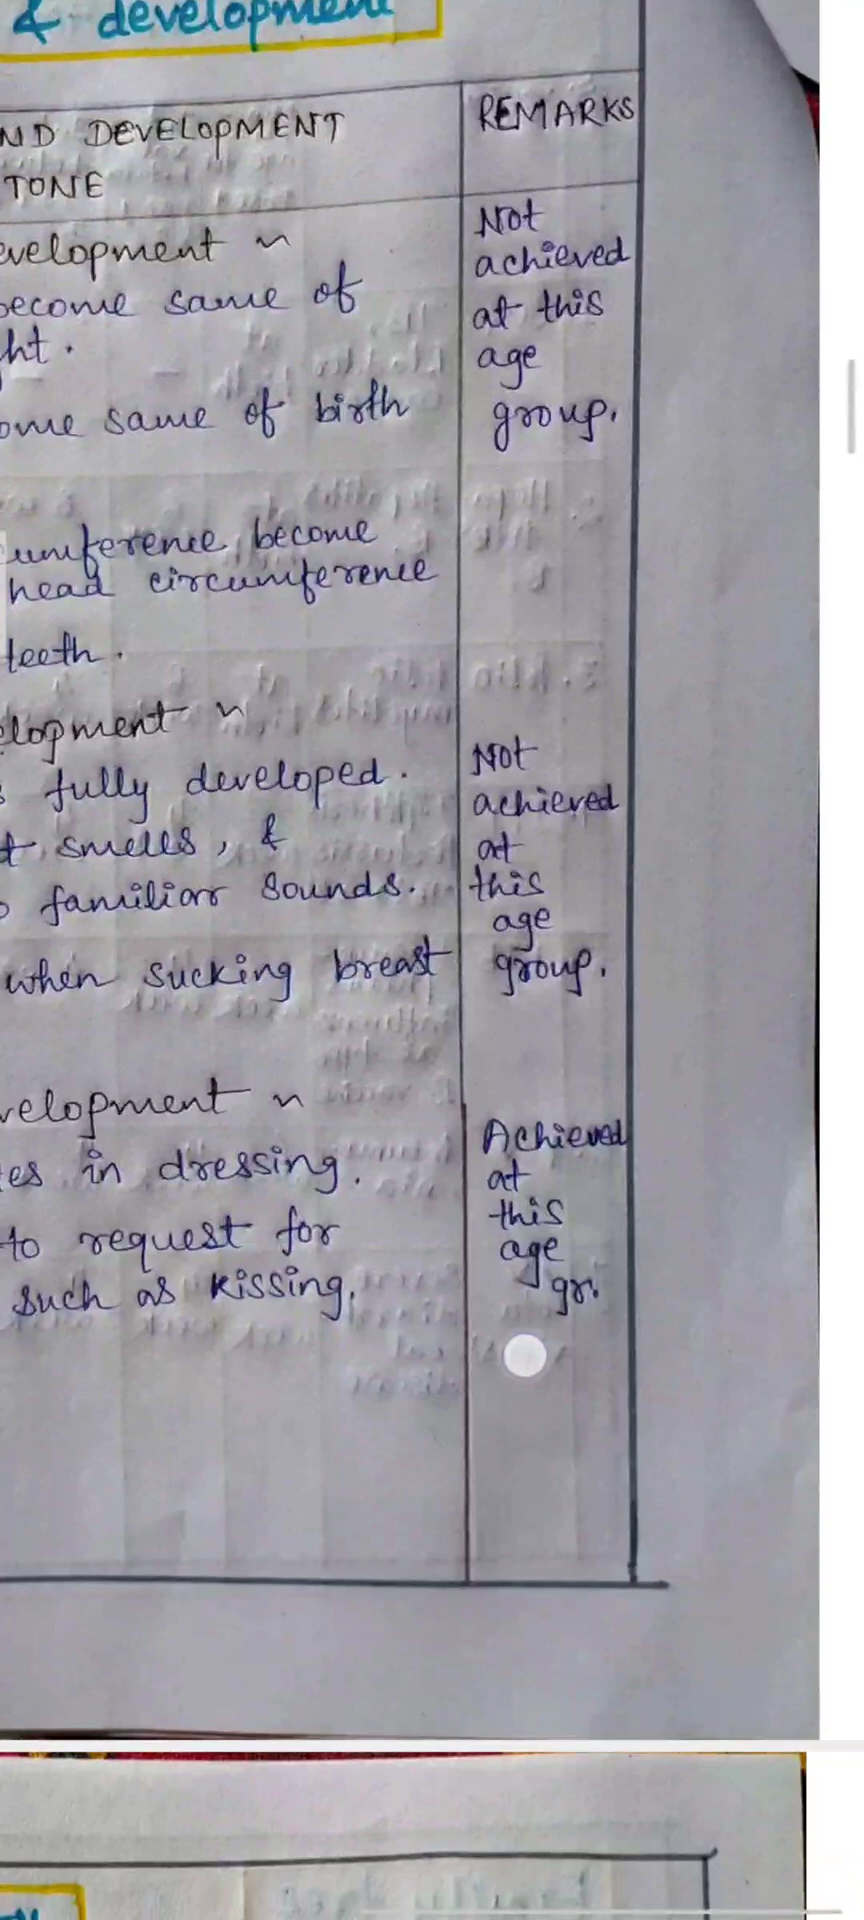 & development
ND DEVELOPMENT
TONE
REMARKS
evelopment ~
become same of
ht.
ome same of birth
Not
achieved
at this
age
group.
umference become
head circumference
teeth.
elopment ~
s fully developed.
t smells, &
o familiar sounds.
when sucking breast
Not
achieved
at
this
age
group.
velopment ~
es in dressing.
to request for
such as kissing.
Achieved
at
this
age
gr.